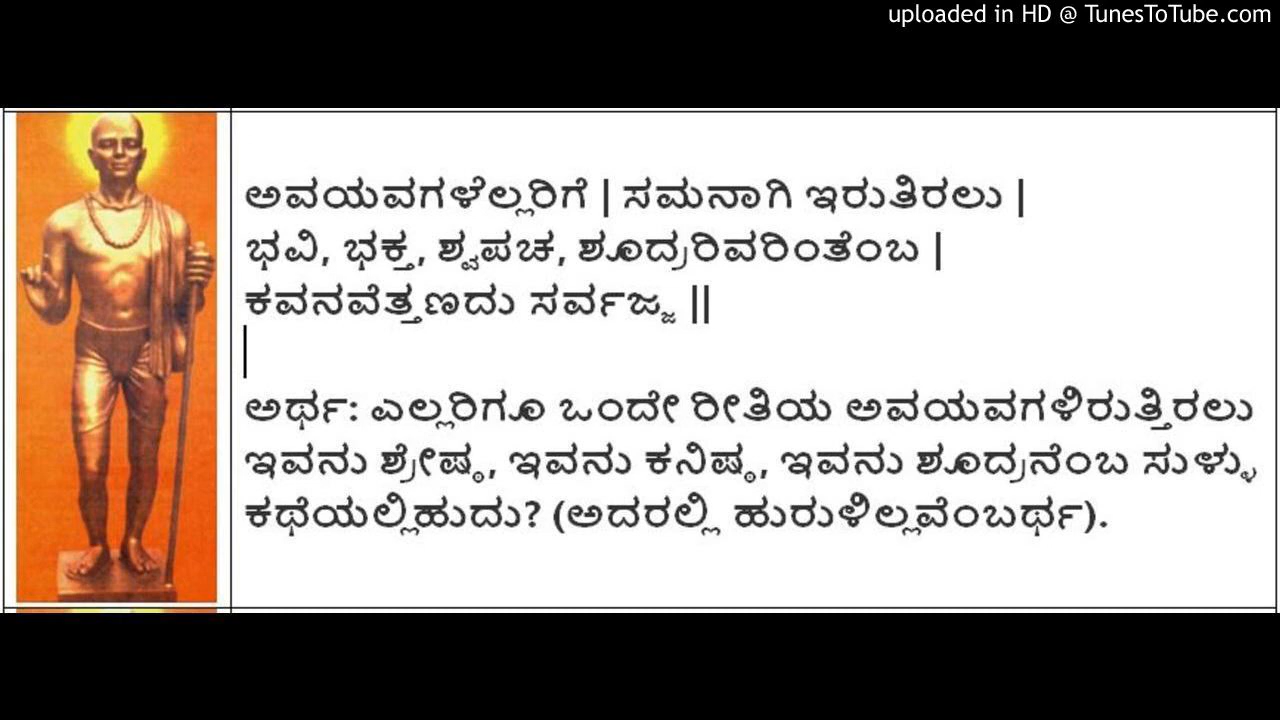 uploaded in HD @ TunesToTube.com
ಅವಯವಗಳೆಲ್ಲರಿಗೆ | ಸಮನಾಗಿ ಇರುತಿರಲು |
ಭವಿ, ಭಕ್ತ, ಶ್ವಪಚ, ಶೂದ್ರರಿವರಿಂತೆಂಬ |
ಕವನವೆತ್ತಣದು ಸರ್ವಜ್ಜ ||
ಅರ್ಥ: ಎಲ್ಲರಿಗೂ ಒಂದೇ ರೀತಿಯ ಅವಯವಗಳಿರುತ್ತಿರಲು
ಇವನು ಶ್ರೇಷ್ಠ, ಇವನು ಕನಿಷ್ಠ, ಇವನು ಶೂದ್ರನೆಂಬ ಸುಳ್ಳು
ಕಥೆಯಲ್ಲಿಹುದು? (ಅದರಲ್ಲಿ ಹುರುಳಿಲ್ಲವೆಂಬರ್ಥ).